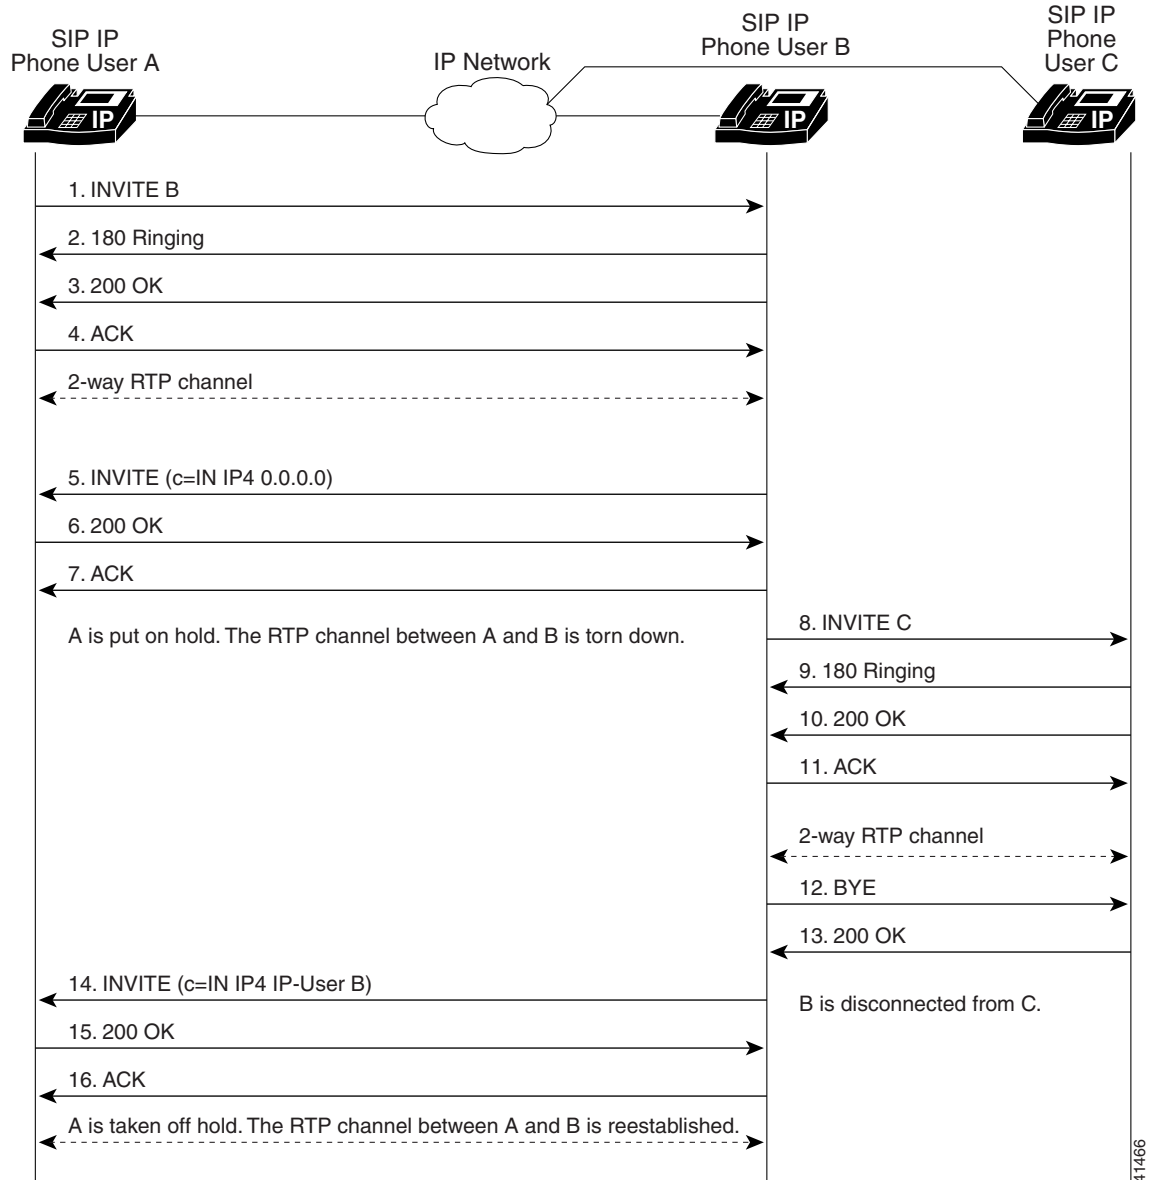 SIP IP
Phone User A
IP Network
SIP IP
Phone User B
SIP IP
Phone
User C
IP
IP
IP
1. INVITE B
2. 180 Ringing
3. 200 OK
4. ACK
2-way RTP channel
5. INVITE (c=IN IP4 0.0.0.0)
6. 200 OK
7. ACK
A is put on hold. The RTP channel between A and B is torn down.
8. INVITE C
9. 180 Ringing
10. 200 OK
11. ACK
2-way RTP channel
12. BYE
13. 200 OK
14. INVITE (c=IN IP4 IP-User B)
B is disconnected from C.
15. 200 OK
16. ACK
A is taken off hold. The RTP channel between A and B is reestablished.
41466